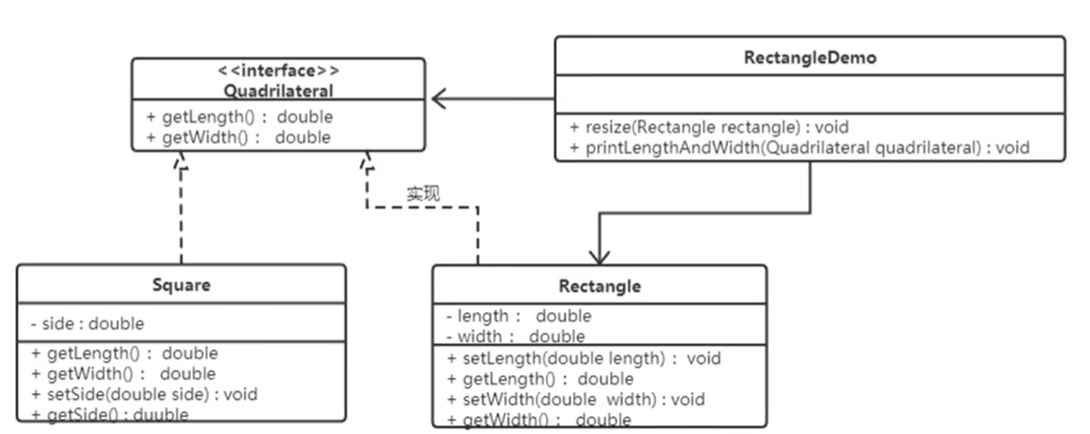 <<interface>>
Quadrilateral
+ getLength() : double
+ getWidth() : double
RectangleDemo
+ resize(Rectangle rectangle) : void
+ printLengthAndWidth(Quadrilateral quadrilateral) : void
实现
Square
- side : double
+ getLength() : double
+ getWidth() : double
+ setSide(double side) : void
+ getSide() : duuble
Rectangle
- length : double
- width : double
+ setLength(double length) : void
+ getLength() : double
+ setWidth(double width) : void
+ getWidth() : double